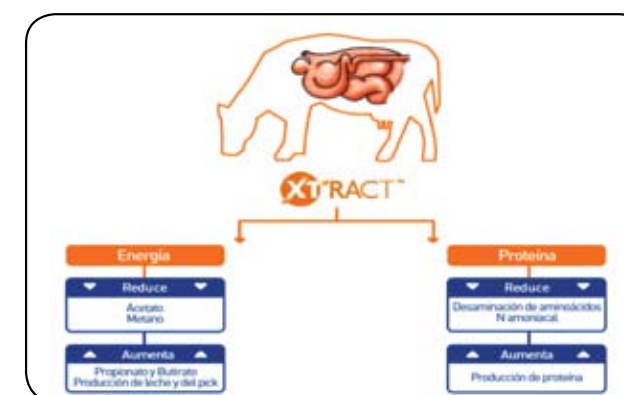 XTRACT™
Energía
Reduce
Acetato
Metano
Aumenta
Propionato y Butirato
Producción de leche y del pick
Proteína
Reduce
Desaminación de aminoácidos
N amoniacal
Aumenta
Producción de proteína